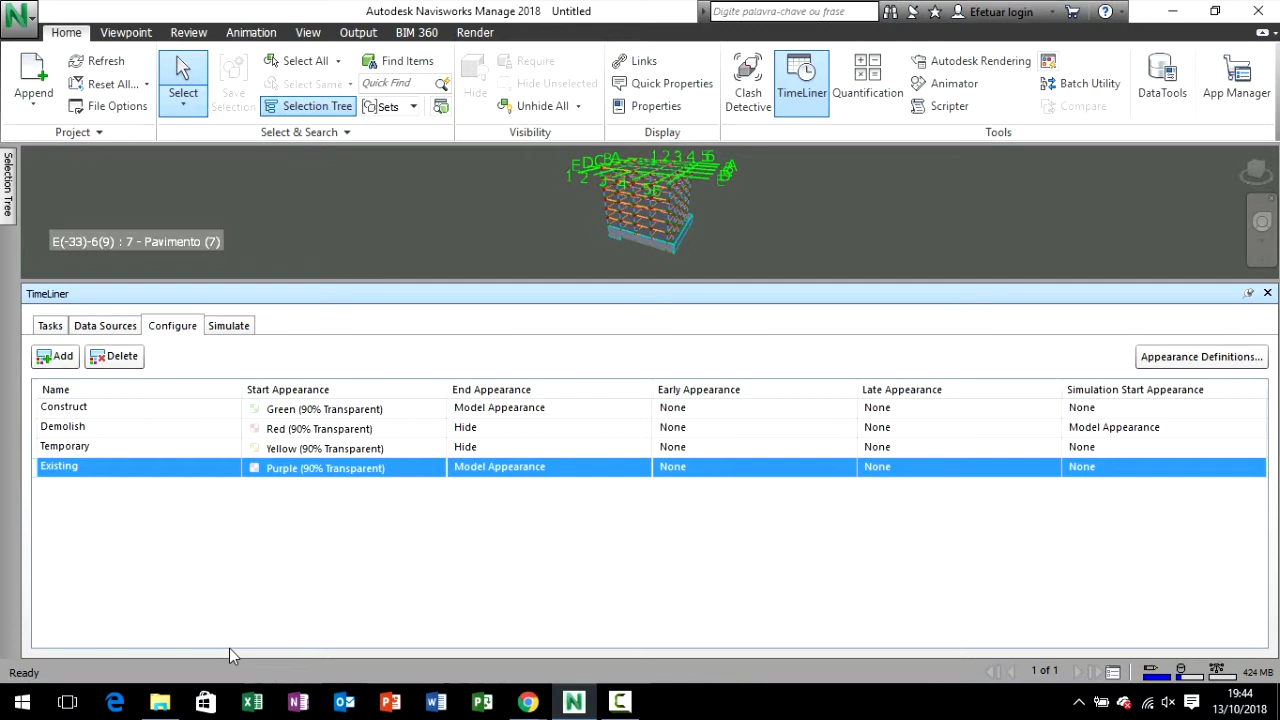 Autodesk Navisworks Manage 2018 Untitled
Digite palavra-chave ou frase
Efetuar login
Home Viewpoint Review Animation View Output BIM 360 Render
Append
Refresh
Reset All...
File Options
Project
Select
Save Selection
Select All
Select Same
Selection Tree
Find Items
Quick Find
Sets
Select & Search
Hide
Require
Hide Unselected
Unhide All
Visibility
Links
Quick Properties
Properties
Display
Clash Detective
TimeLiner
Quantification
Autodesk Rendering
Animator
Scripter
Batch Utility
Compare
Tools
DataTools
App Manager
Selection Tree
E(-33)-6(9) : 7 - Pavimento (7)
TimeLiner
Tasks Data Sources Configure Simulate
Add Delete Appearance Definitions...
Name Start Appearance End Appearance Early Appearance Late Appearance Simulation Start Appearance
Construct Green (90% Transparent) Model Appearance None None None
Demolish Red (90% Transparent) Hide None None Model Appearance
Temporary Yellow (90% Transparent) Hide None None None
Existing Purple (90% Transparent) Model Appearance None None None
Ready 1 of 1 424 MB
19:44
13/10/2018